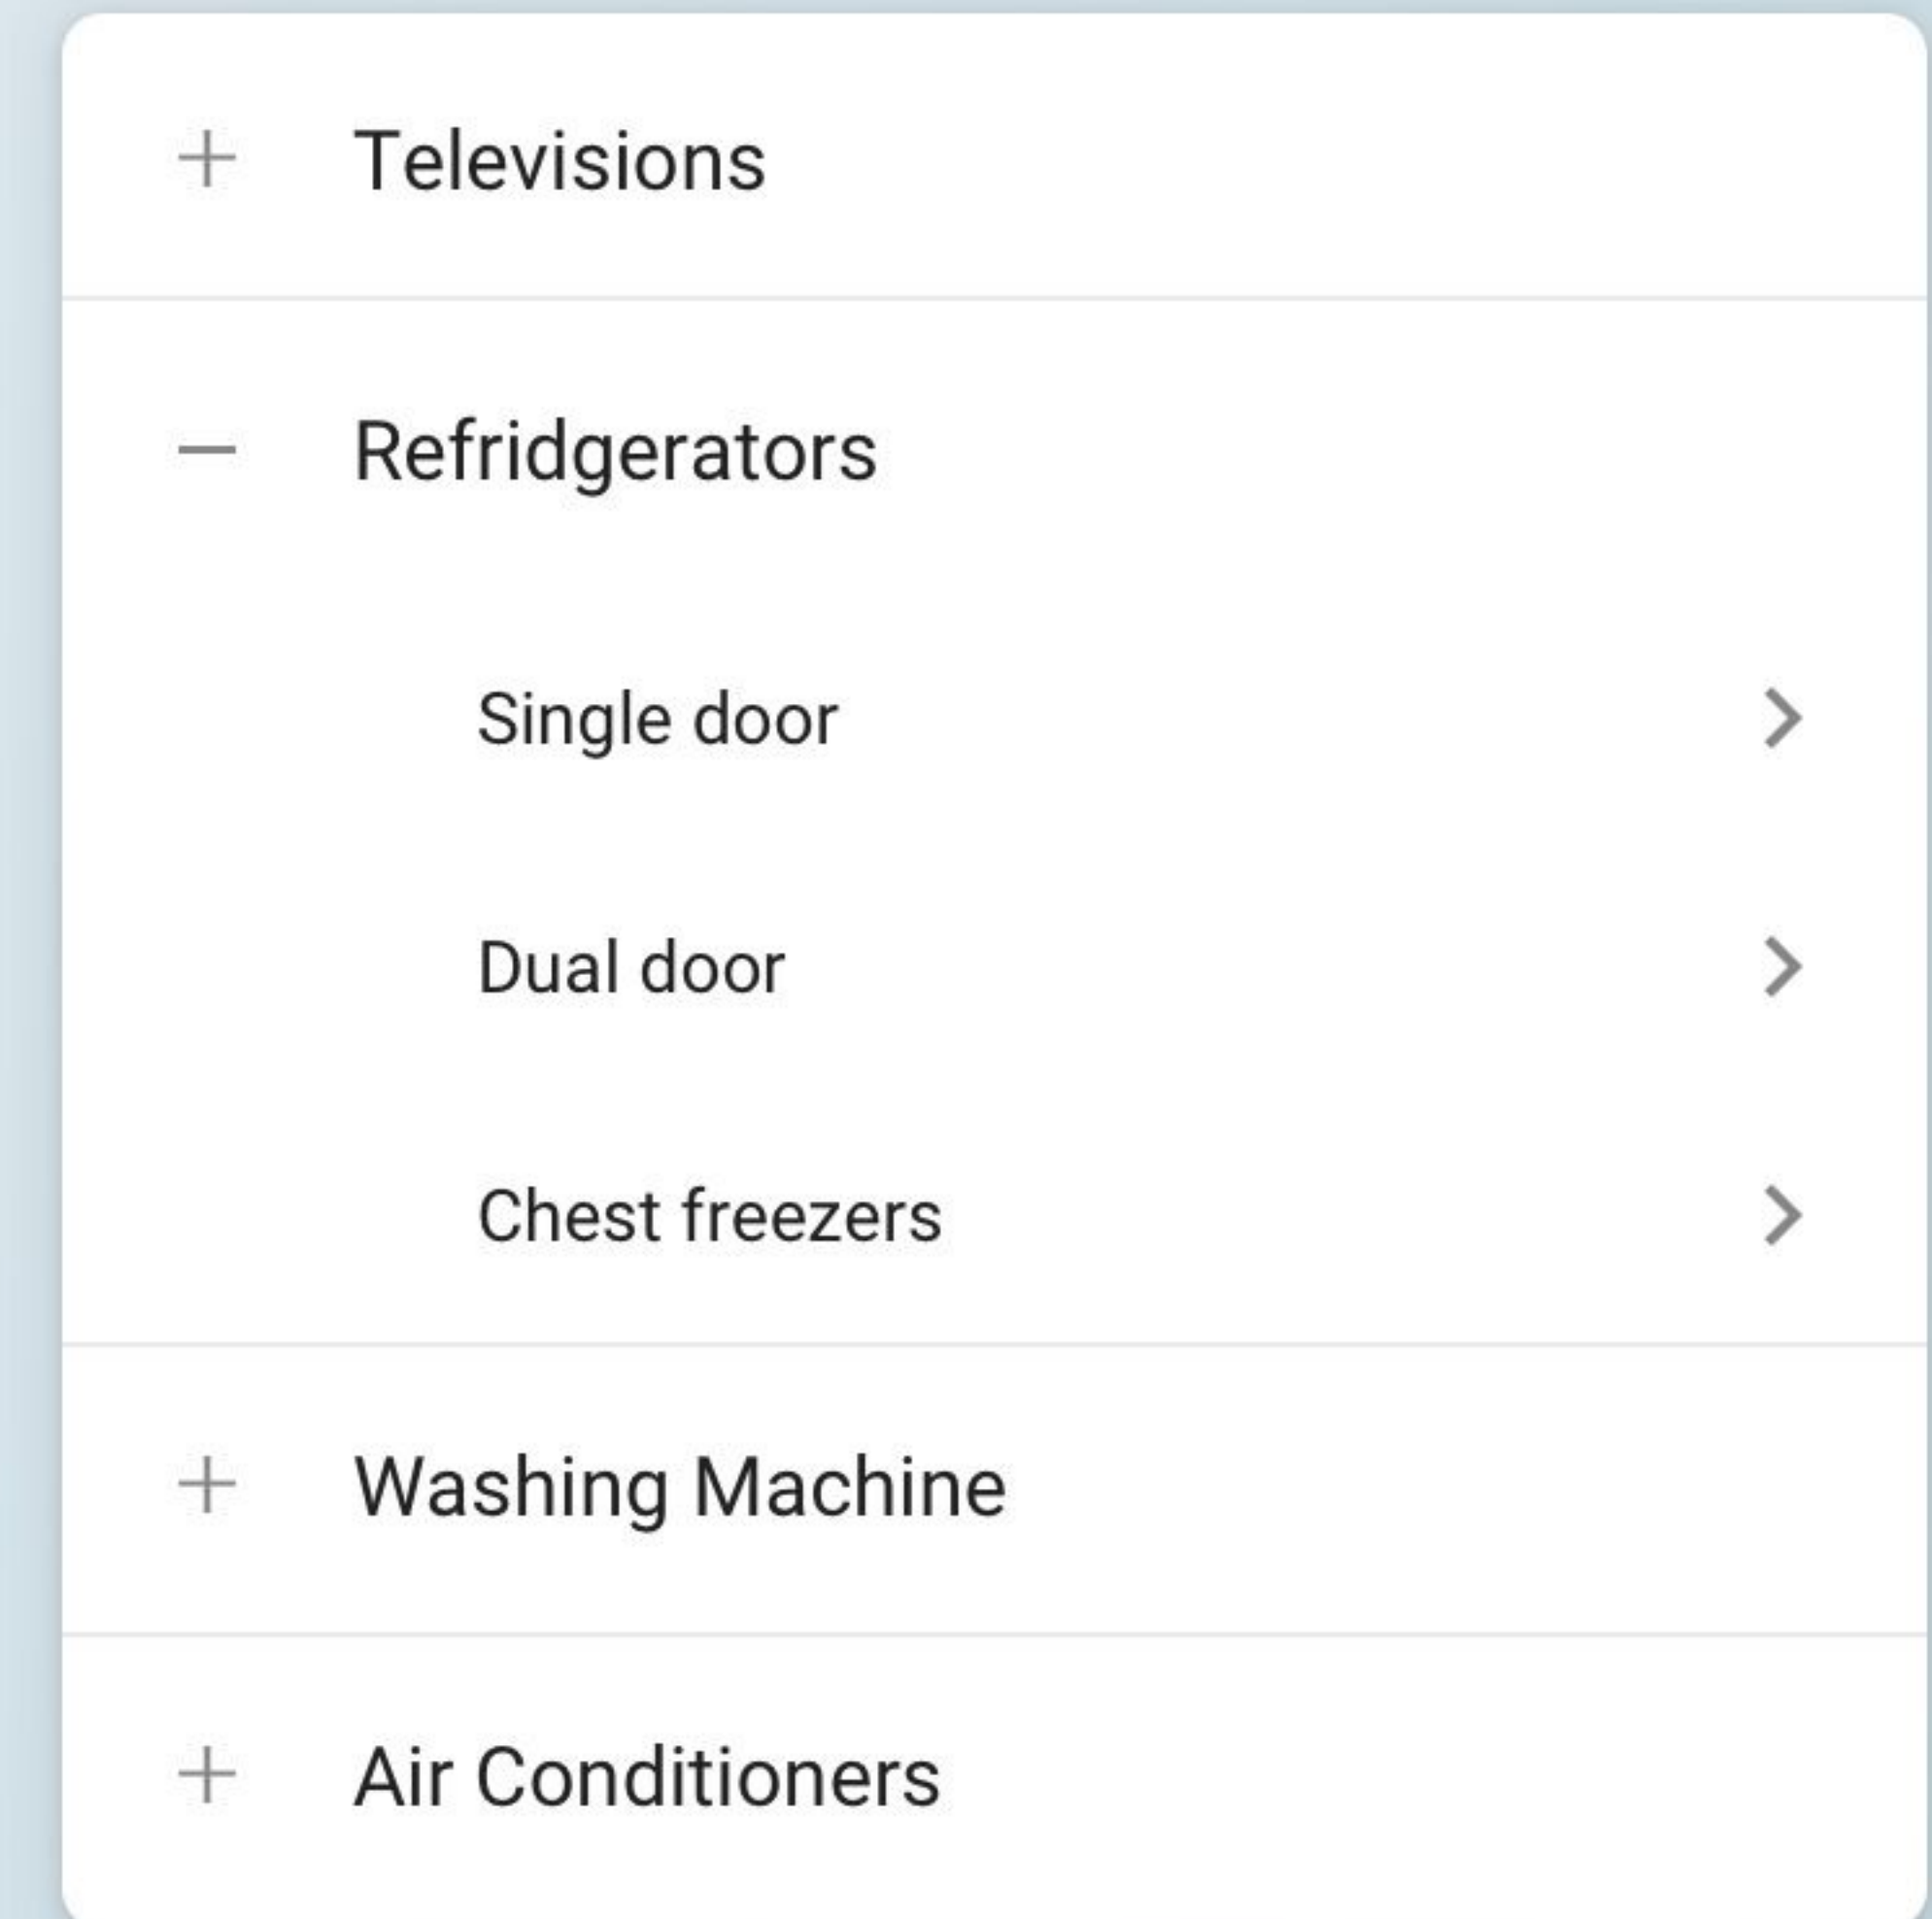 Televisions
Refridgerators
Single door
Dual door
Chest freezers
Washing Machine
Air Conditioners